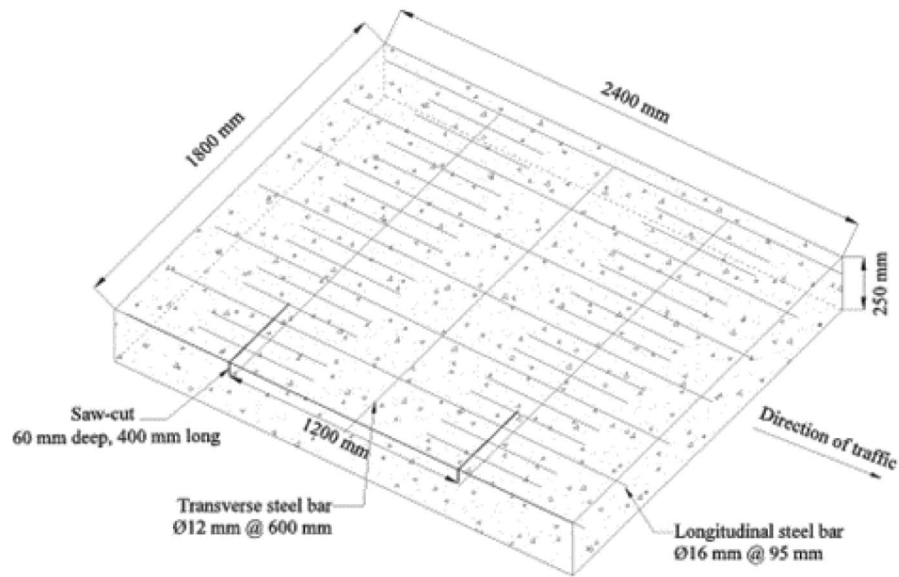 2400 mm
1800 mm
250 mm
Saw-cut
60 mm deep, 400 mm long
1200 mm
Direction of traffic
Transverse steel bar
Ø12 mm @ 600 mm
Longitudinal steel bar
Ø16 mm @ 95 mm